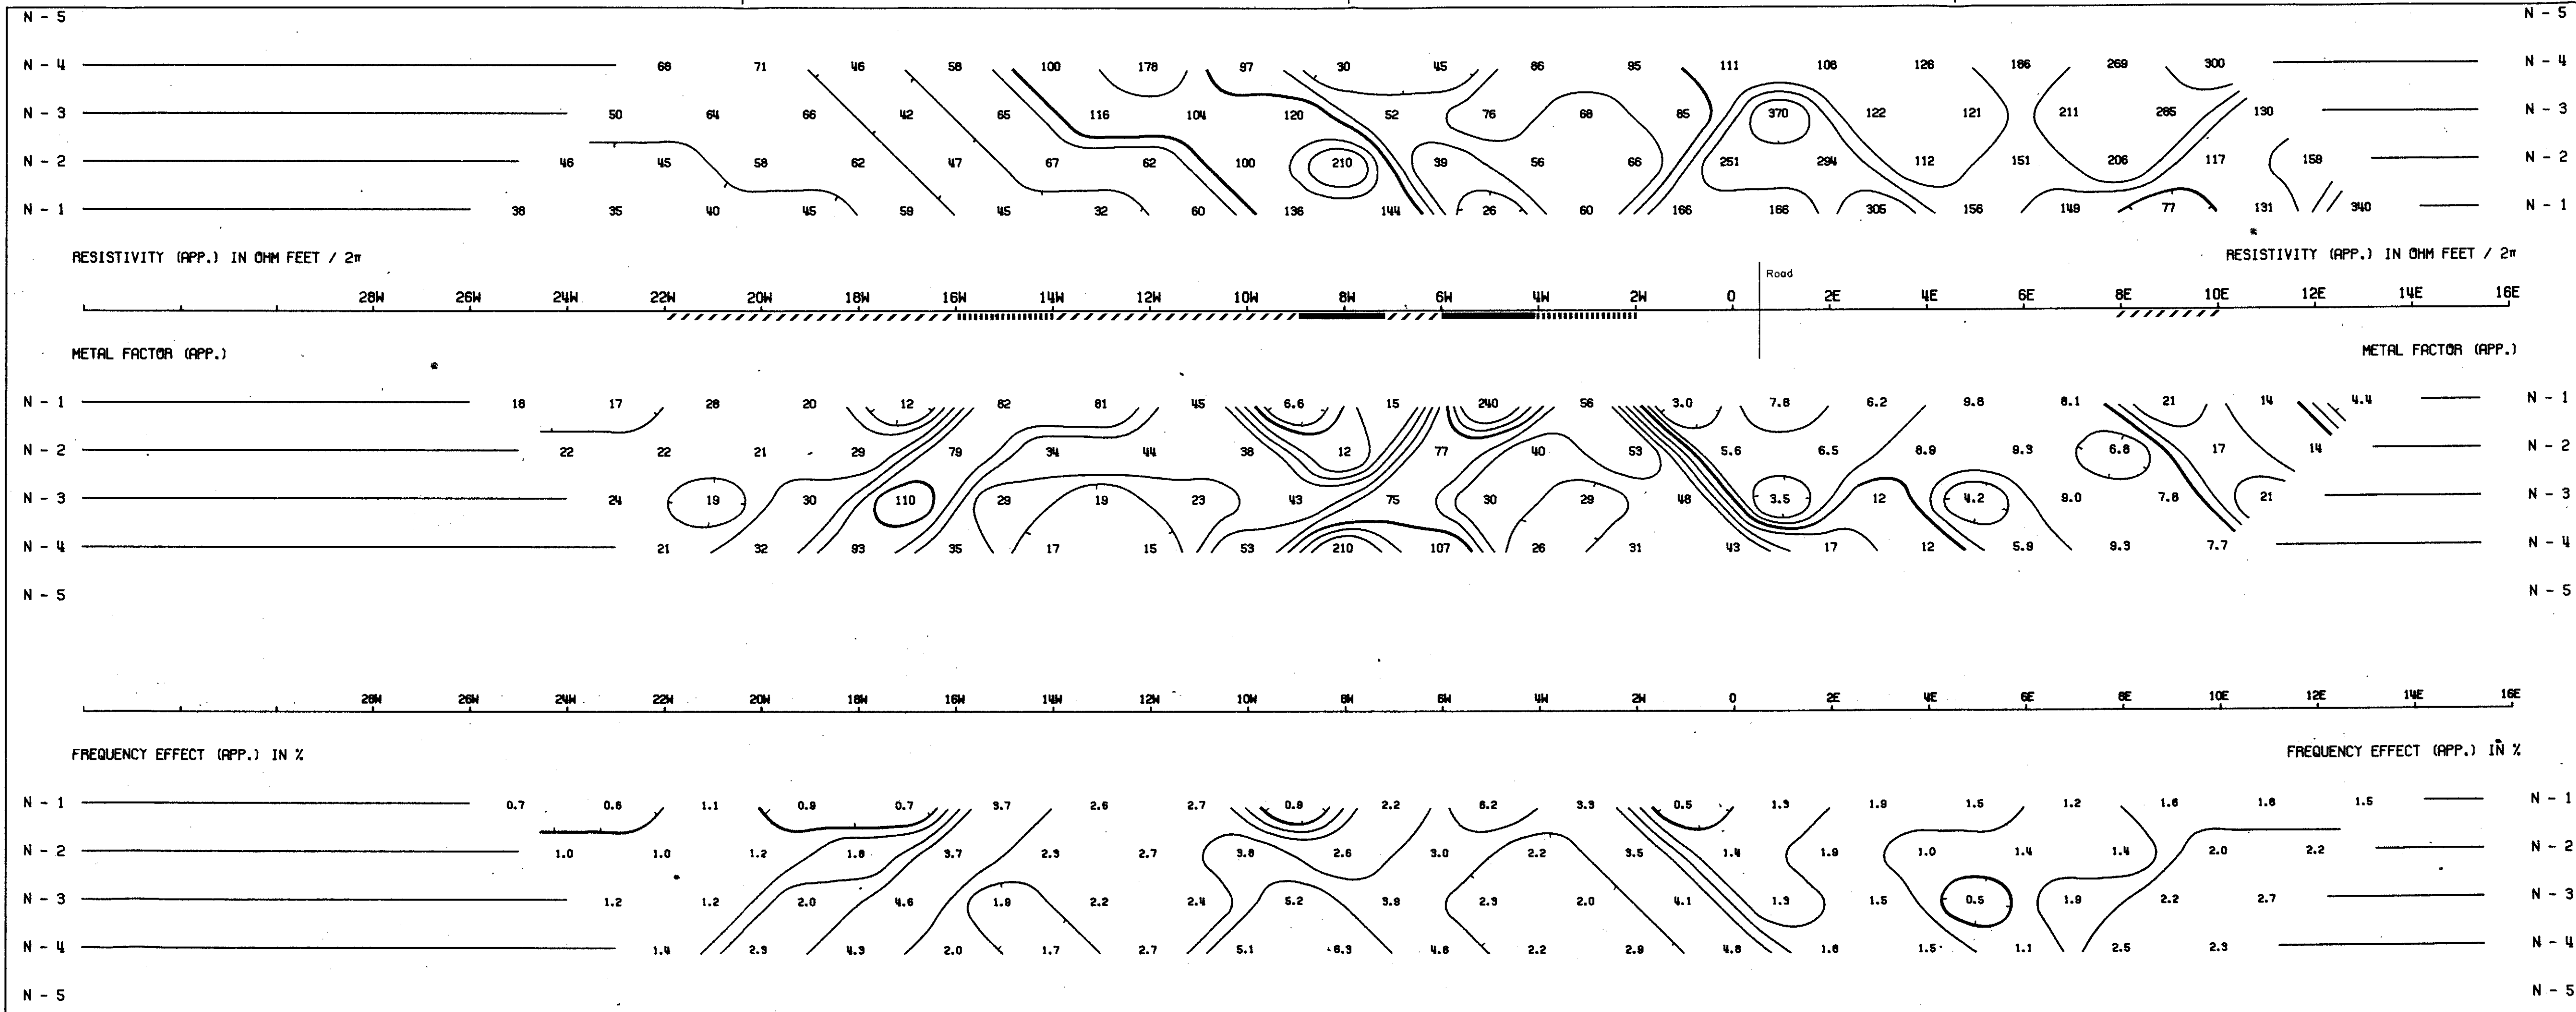 N - 5 N - 5
N - 4 68 71 46 58 100 178 97 30 45 86 95 111 108 126 186 269 300 N - 4
N - 3 50 64 66 42 65 116 104 120 52 76 68 85 370 122 121 211 265 130 N - 3
N - 2 46 45 58 62 47 67 62 100 210 39 56 66 251 294 112 151 206 117 159 N - 2
N - 1 38 35 40 45 59 45 32 60 136 144 26 60 166 166 305 156 149 77 131 340 N - 1
RESISTIVITY (APP.) IN OHM FEET / 2π RESISTIVITY (APP.) IN OHM FEET / 2π
Road
28W 26W 24W 22W 20W 18W 16W 14W 12W 10W 8W 6W 4W 2W 0 2E 4E 6E 8E 10E 12E 14E 16E
METAL FACTOR (APP.) METAL FACTOR (APP.)
N - 1 18 17 28 20 12 82 81 45 6.6 15 240 56 3.0 7.8 6.2 9.8 8.1 21 14 4.4 N - 1
N - 2 22 22 21 29 79 34 44 38 12 77 40 53 5.6 6.5 8.9 9.3 6.8 17 14 N - 2
N - 3 24 19 30 110 29 19 23 43 75 30 29 48 3.5 12 4.2 9.0 7.8 21 N - 3
N - 4 21 32 93 35 17 15 53 210 107 26 31 43 17 12 5.9 9.3 7.7 N - 4
N - 5 N - 5
28W 26W 24W 22W 20W 18W 16W 14W 12W 10W 8W 6W 4W 2W 0 2E 4E 6E 8E 10E 12E 14E 16E
FREQUENCY EFFECT (APP.) IN % FREQUENCY EFFECT (APP.) IN %
N - 1 0.7 0.6 1.1 0.9 0.7 3.7 2.6 2.7 0.9 2.2 6.2 3.3 0.5 1.3 1.9 1.5 1.2 1.6 1.8 1.5 N - 1
N - 2 1.0 1.0 1.2 1.8 3.7 2.3 2.7 3.8 2.6 3.0 2.2 3.5 1.4 1.9 1.0 1.4 1.4 2.0 2.2 N - 2
N - 3 1.2 1.2 2.0 4.6 1.9 2.2 2.4 5.2 3.9 2.3 2.0 4.1 1.3 1.5 0.5 1.9 2.2 2.7 N - 3
N - 4 1.4 2.3 4.3 2.0 1.7 2.7 5.1 6.3 4.8 2.2 2.9 4.8 1.8 1.5 1.1 2.5 2.3 N - 4
N - 5 N - 5